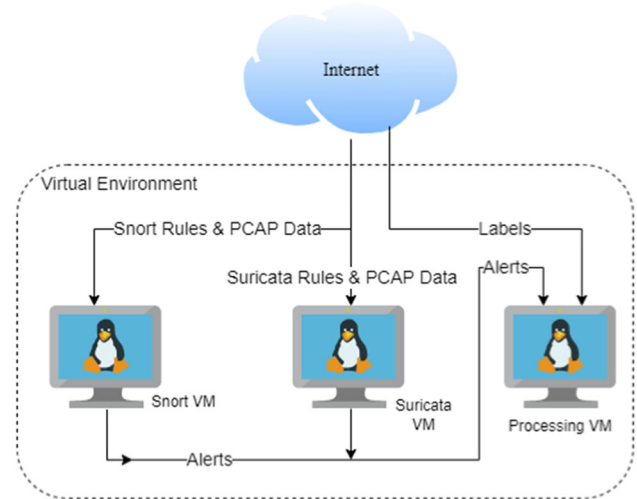 Internet
Virtual Environment
Snort Rules & PCAP Data
Labels
Suricata Rules & PCAP Data
Alerts
Snort VM
Suricata
VM
Processing VM
Alerts